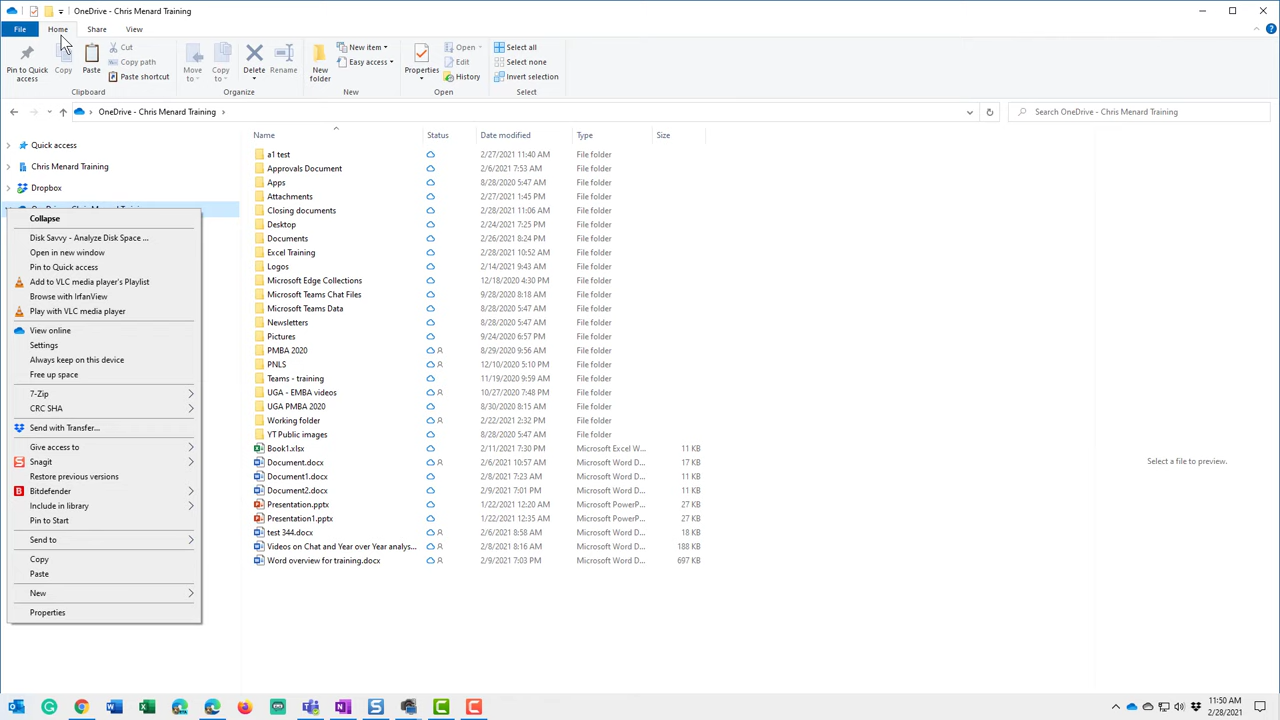 OneDrive - Chris Menard Training
File Home Share View
Pin to Quick access
Copy
Paste
Cut
Copy path
Paste shortcut
Clipboard
Move to
Copy to
Delete
Rename
Organize
New folder
New item
Easy access
New
Properties
Open
Edit
History
Open
Select all
Select none
Invert selection
Select
OneDrive - Chris Menard Training
Search OneDrive - Chris Menard Training
Quick access
Chris Menard Training
Dropbox
Collapse
Disk Savvy - Analyze Disk Space ...
Open in new window
Pin to Quick access
Add to VLC media player's Playlist
Browse with IrfanView
Play with VLC media player
View online
Settings
Always keep on this device
Free up space
7-Zip
CRC SHA
Send with Transfer...
Give access to
Snagit
Restore previous versions
Bitdefender
Include in library
Pin to Start
Send to
Copy
Paste
New
Properties
Name Status Date modified Type Size
a1 test 2/27/2021 11:40 AM File folder
Approvals Document 2/6/2021 7:53 AM File folder
Apps 8/28/2020 5:47 AM File folder
Attachments 2/27/2021 1:45 PM File folder
Closing documents 2/28/2021 11:06 AM File folder
Desktop 2/24/2021 7:25 PM File folder
Documents 2/26/2021 8:24 PM File folder
Excel Training 2/28/2021 10:52 AM File folder
Logos 2/14/2021 9:43 AM File folder
Microsoft Edge Collections 12/18/2020 4:30 PM File folder
Microsoft Teams Chat Files 9/28/2020 8:18 AM File folder
Microsoft Teams Data 8/28/2020 5:47 AM File folder
Newsletters 8/28/2020 5:47 AM File folder
Pictures 9/24/2020 6:57 PM File folder
PMBA 2020 8/29/2020 9:56 AM File folder
PNLS 12/10/2020 5:10 PM File folder
Teams - training 11/19/2020 9:59 AM File folder
UGA - EMBA videos 10/27/2020 7:48 PM File folder
UGA PMBA 2020 8/30/2020 8:15 AM File folder
Working folder 2/22/2021 2:32 PM File folder
YT Public images 8/28/2020 5:47 AM File folder
Book1.xlsx 2/11/2021 7:30 PM Microsoft Excel W... 11 KB
Document.docx 2/6/2021 10:57 AM Microsoft Word D... 17 KB
Document1.docx 2/8/2021 7:23 AM Microsoft Word D... 11 KB
Document2.docx 2/9/2021 7:01 PM Microsoft Word D... 11 KB
Presentation.pptx 1/22/2021 12:20 AM Microsoft PowerP... 27 KB
Presentation1.pptx 1/22/2021 12:35 AM Microsoft PowerP... 27 KB
test 344.docx 2/6/2021 8:58 AM Microsoft Word D... 18 KB
Videos on Chat and Year over Year analys... 2/8/2021 8:16 AM Microsoft Word D... 188 KB
Word overview for training.docx 2/9/2021 7:03 PM Microsoft Word D... 697 KB
Select a file to preview.
11:50 AM
2/28/2021